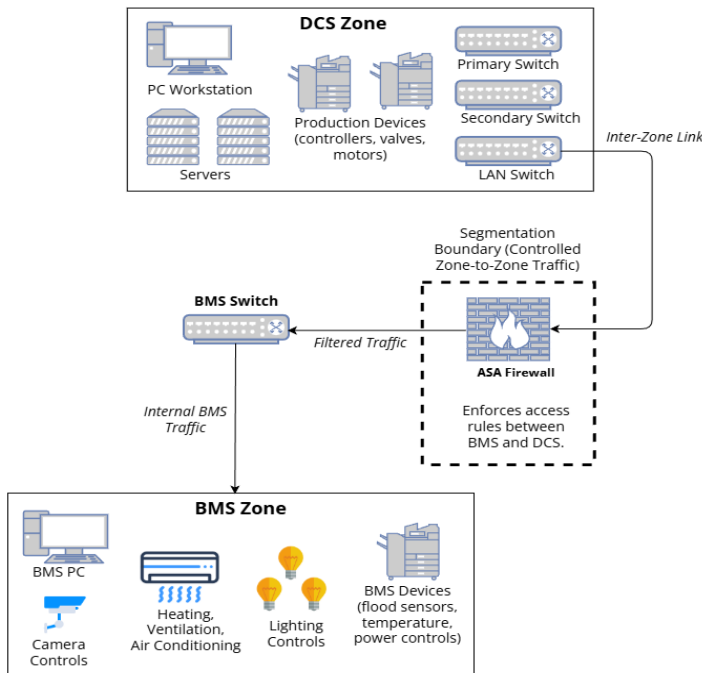 DCS Zone
PC Workstation
Servers
Production Devices
(controllers, valves,
motors)
Primary Switch
Secondary Switch
LAN Switch
Inter-Zone Link
Segmentation
Boundary (Controlled
Zone-to-Zone Traffic)
ASA Firewall
Enforces access
rules between
BMS and DCS.
Filtered Traffic
BMS Switch
Internal BMS
Traffic
BMS Zone
BMS PC
Camera
Controls
Heating,
Ventilation,
Air Conditioning
Lighting
Controls
BMS Devices
(flood sensors,
temperature,
power controls)